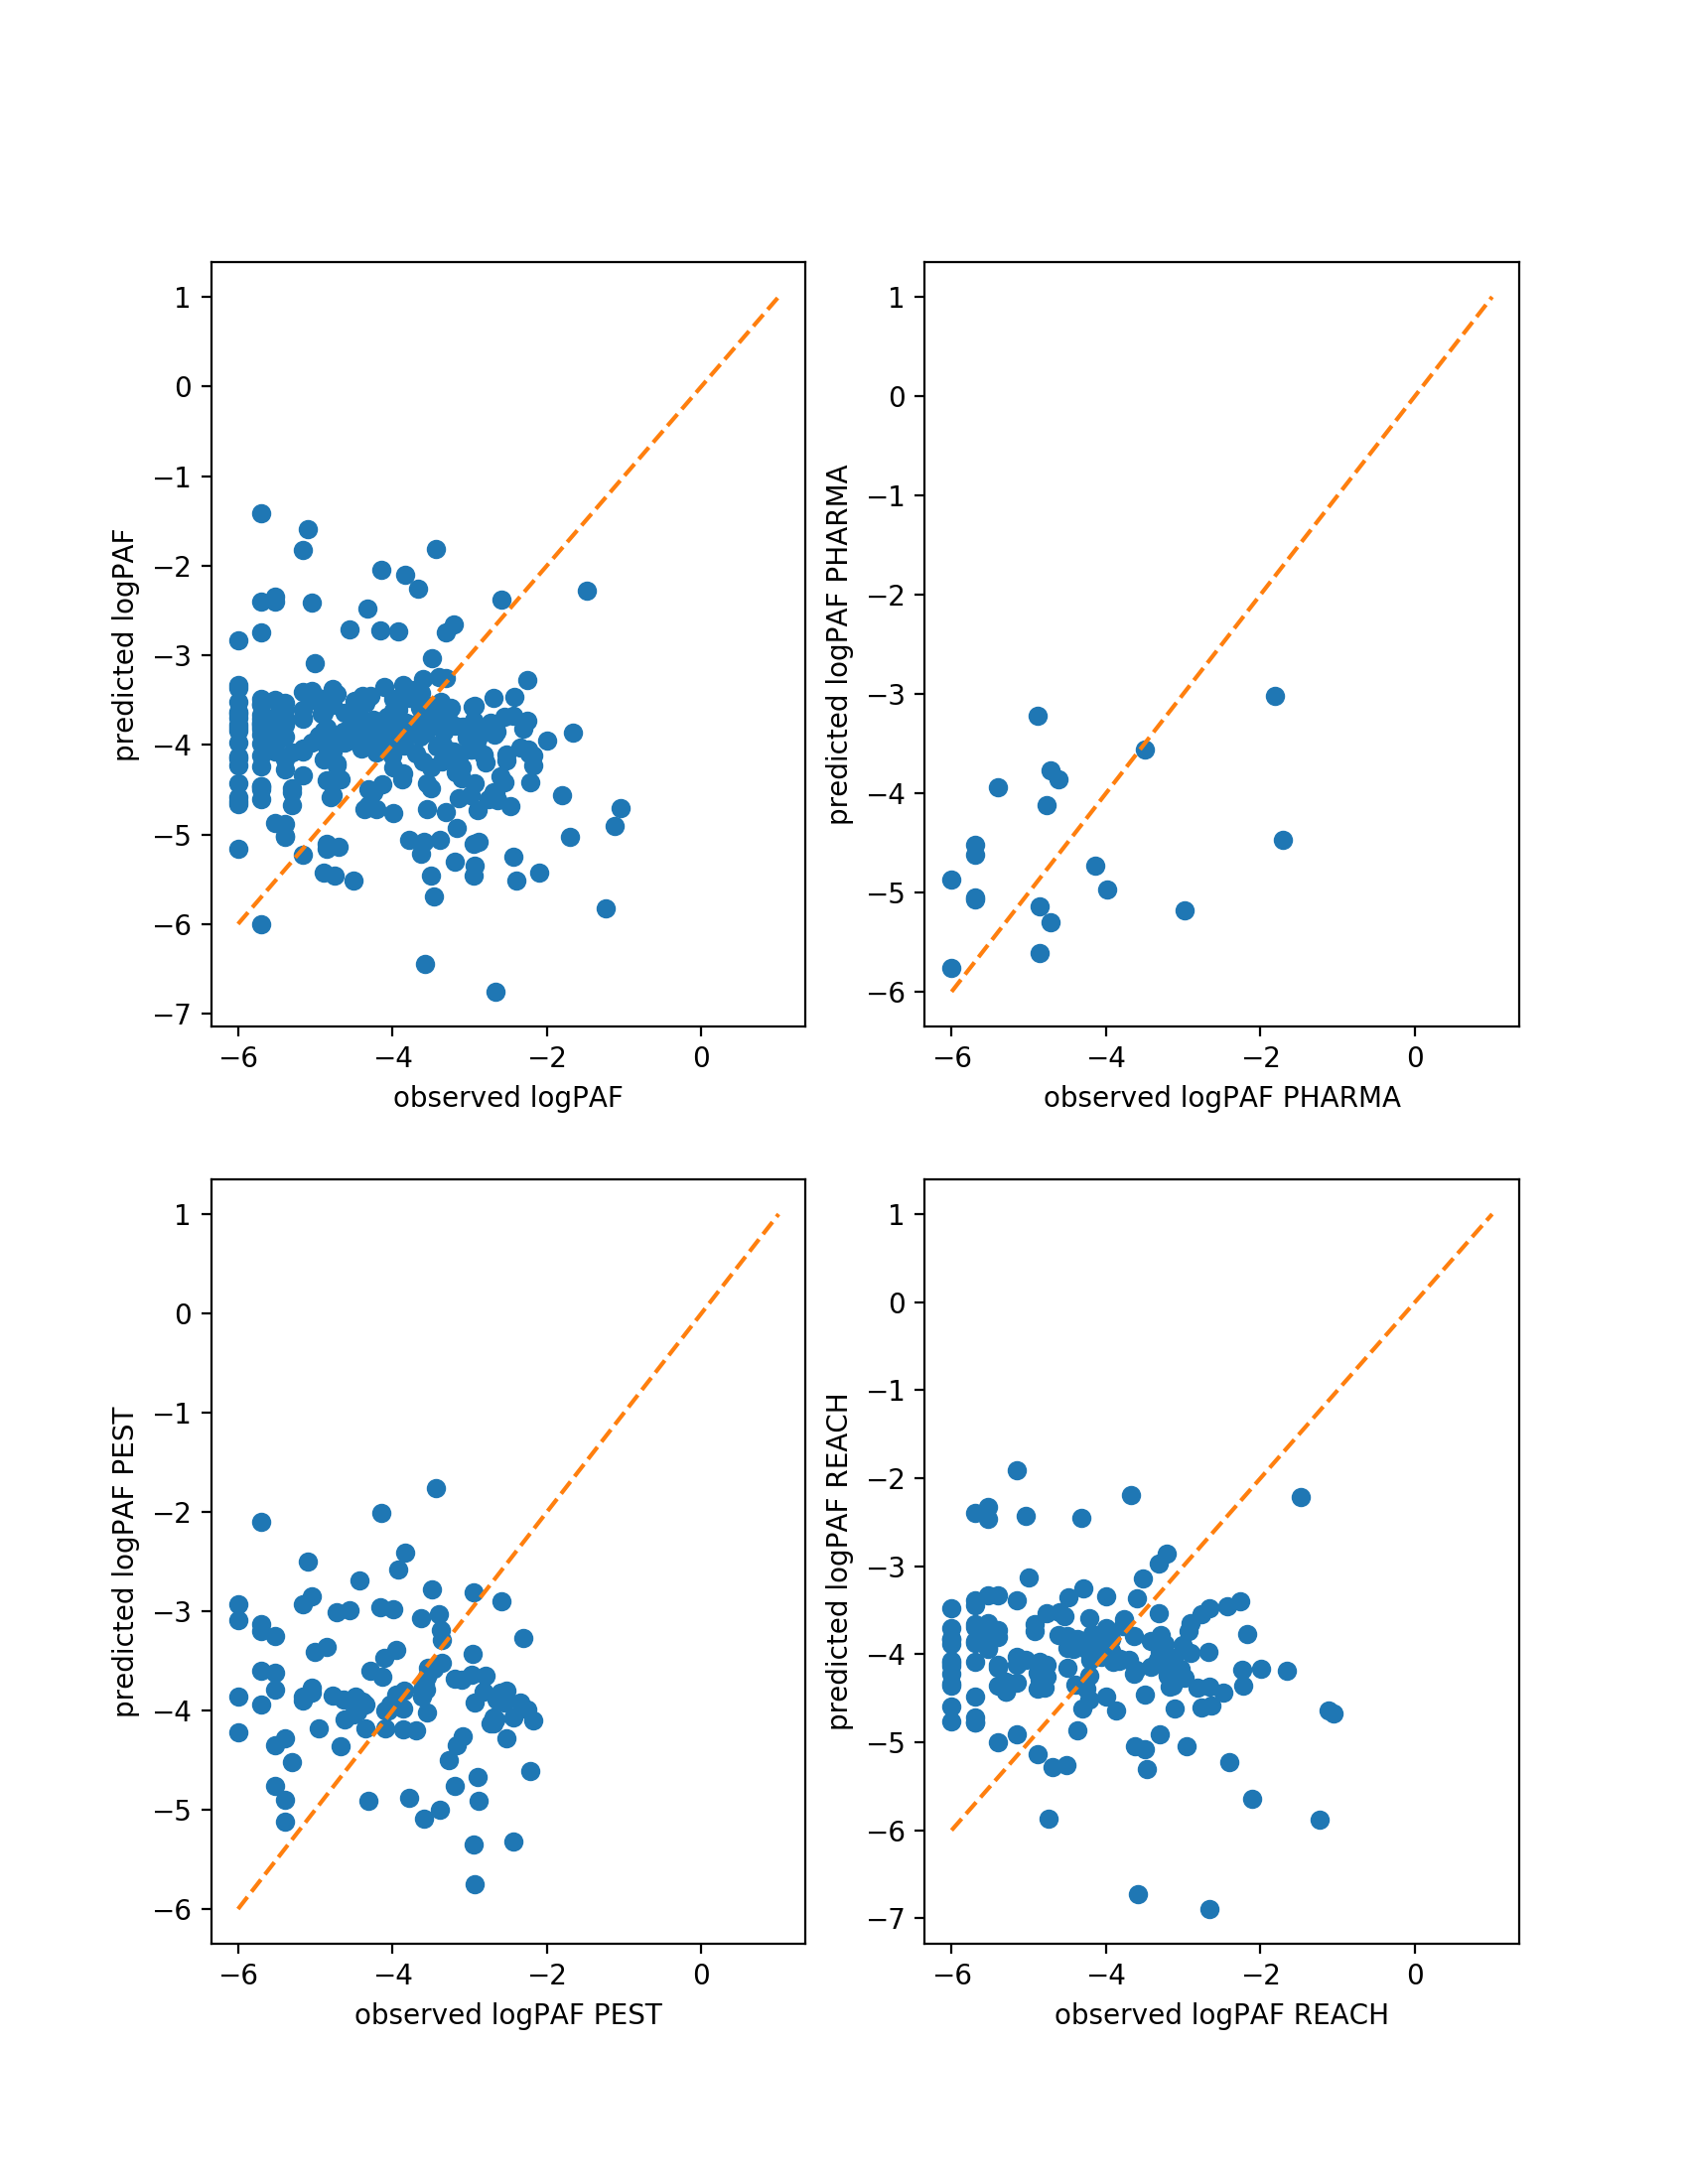 1
0
−1
−2
−3
−4
−5
−6
−7
predicted logPAF
−6 −4 −2 0
observed logPAF
1
0
−1
−2
−3
−4
−5
−6
predicted logPAF PHARMA
−6 −4 −2 0
observed logPAF PHARMA
1
0
−1
−2
−3
−4
−5
−6
predicted logPAF PEST
−6 −4 −2 0
observed logPAF PEST
1
0
−1
−2
−3
−4
−5
−6
−7
predicted logPAF REACH
−6 −4 −2 0
observed logPAF REACH